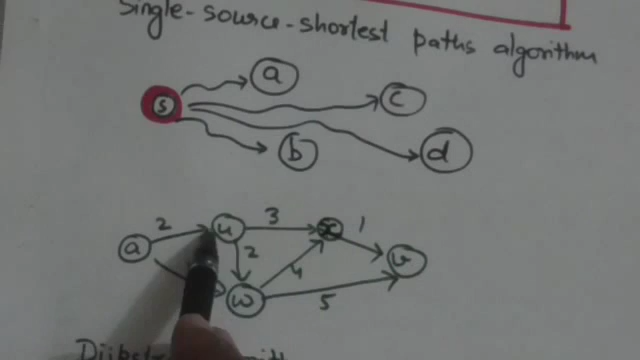 Single-source-shortest paths algorithm
a
s
c
b
d
2
u
3
x
1
a
2
4
v
w
5